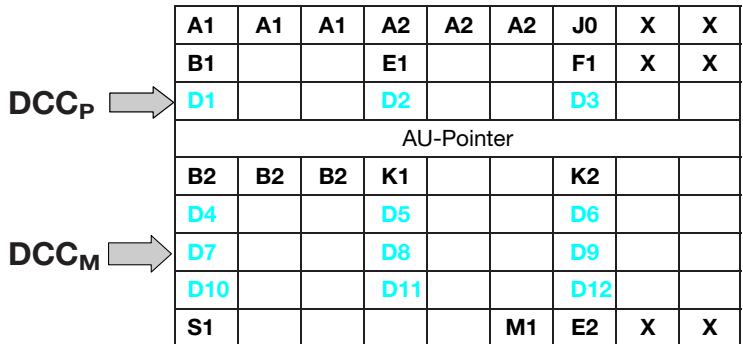 A1 A1 A1 A2 A2 A2 J0 X X
B1 E1 F1 X X
DCCP D1 D2 D3
AU-Pointer
B2 B2 B2 K1 K2
D4 D5 D6
DCCM D7 D8 D9
D10 D11 D12
S1 M1 E2 X X